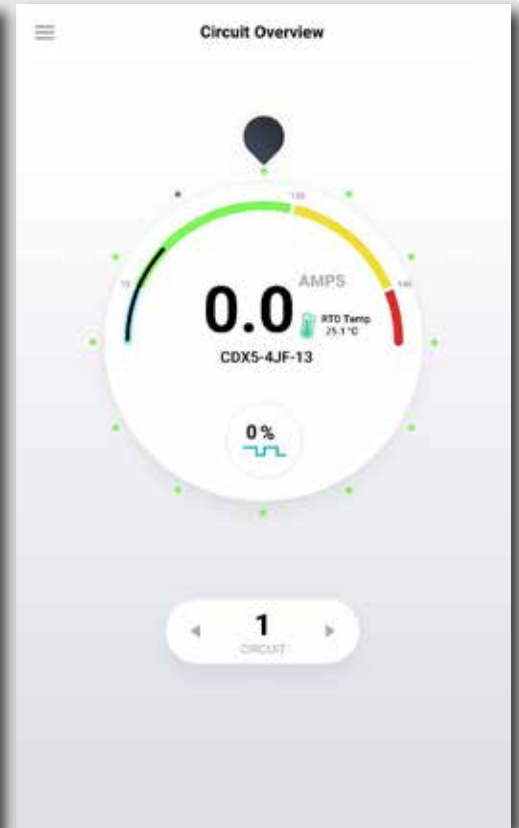 Circuit Overview
AMPS
0.0
RTD Temp
25.1 °C
CDX5-4JF-13
0 %
1
CIRCUIT